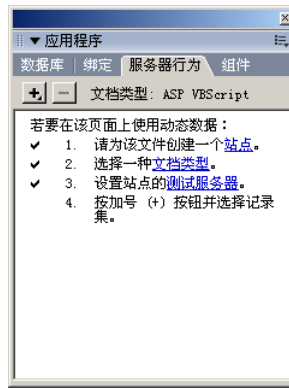 应用程序
数据库 绑定 服务器行为 组件
文档类型: ASP VBScript
若要在该页面上使用动态数据：
1. 请为该文件创建一个站点。
2. 选择一种文档类型。
3. 设置站点的测试服务器。
4. 按加号 (+) 按钮并选择记录
集。